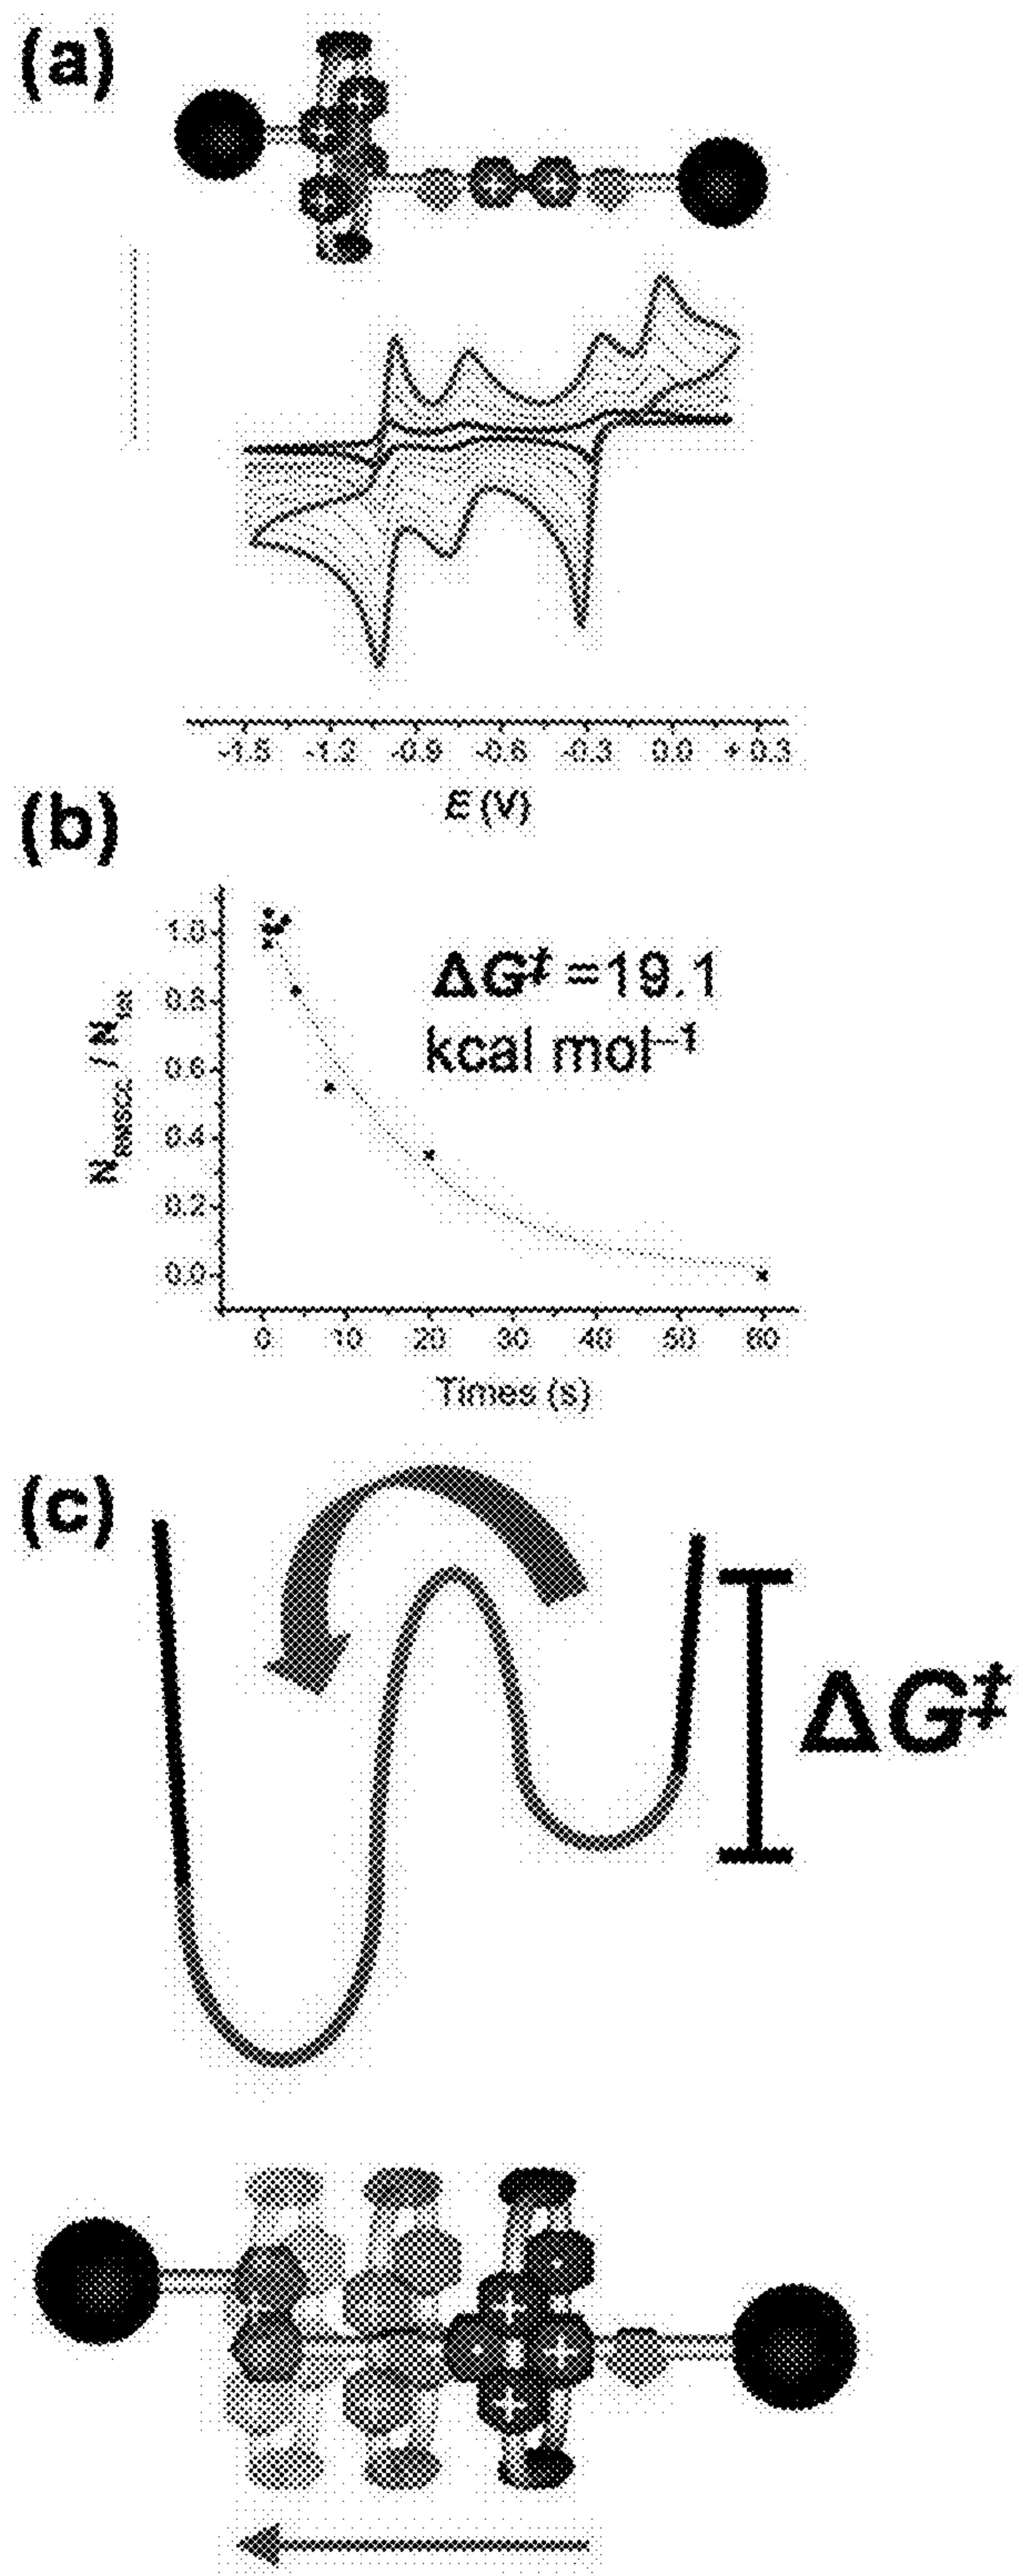 (a)
-1.5 -1.2 -0.9 -0.6 -0.3 0.0 +0.3
E (V)
(b)
1.0
0.8
0.6
0.4
0.2
0.0
ΔG‡ =19.1
kcal mol⁻¹
0 10 20 30 40 50 60
Times (s)
(c)
ΔG‡